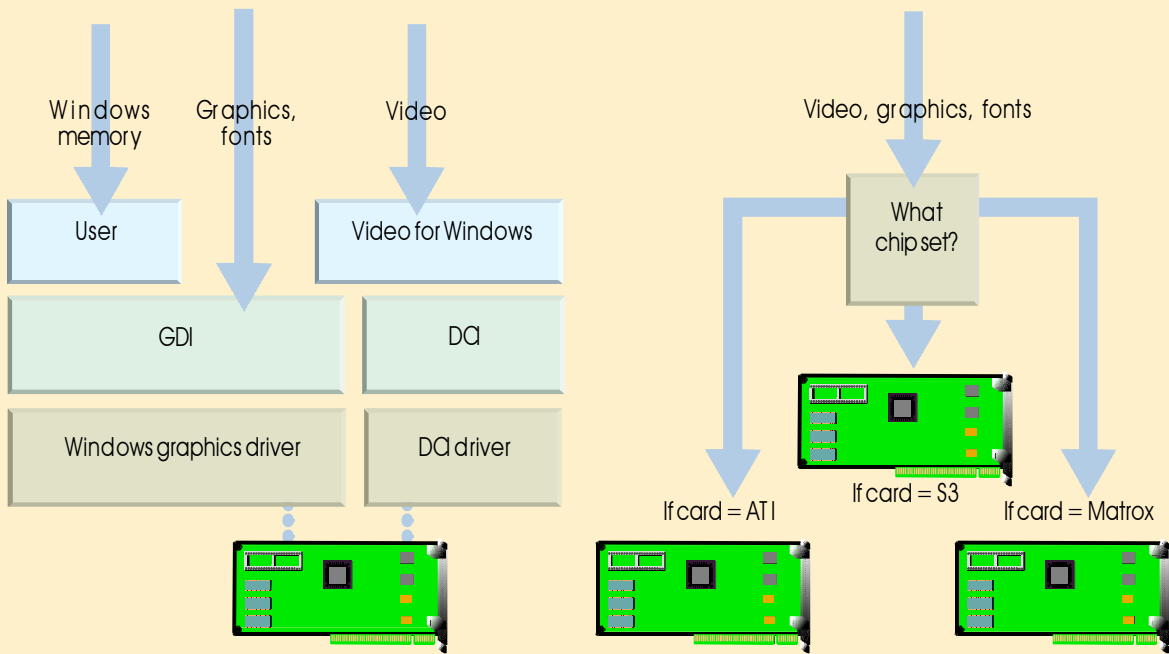 Windows
memory
Graphics,
fonts
Video
User
Video for Windows
GDI
DCI
Windows graphics driver
DCI driver
Video, graphics, fonts
What
chip set?
If card = S3
If card = ATI
If card = Matrox